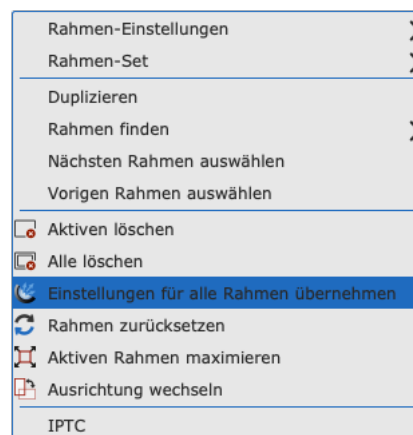 Rahmen-Einstellungen
Rahmen-Set
Duplizieren
Rahmen finden
Nächsten Rahmen auswählen
Vorigen Rahmen auswählen
Aktiven löschen
Alle löschen
Einstellungen für alle Rahmen übernehmen
Rahmen zurücksetzen
Aktiven Rahmen maximieren
Ausrichtung wechseln
IPTC